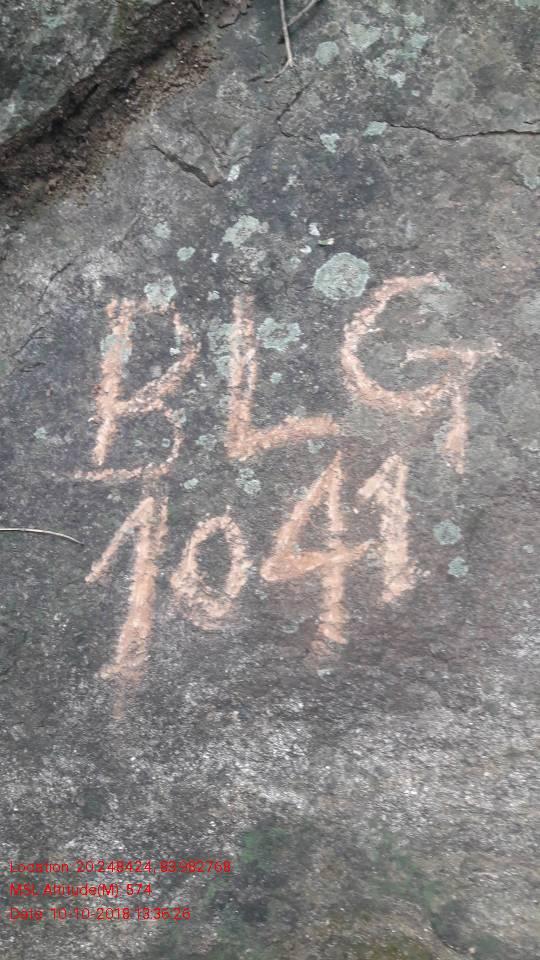 BLG
1041
Location: 20.248424, 83.982768
MSL Altitude(M): 574
Date: 10-10-2018 13:36:26